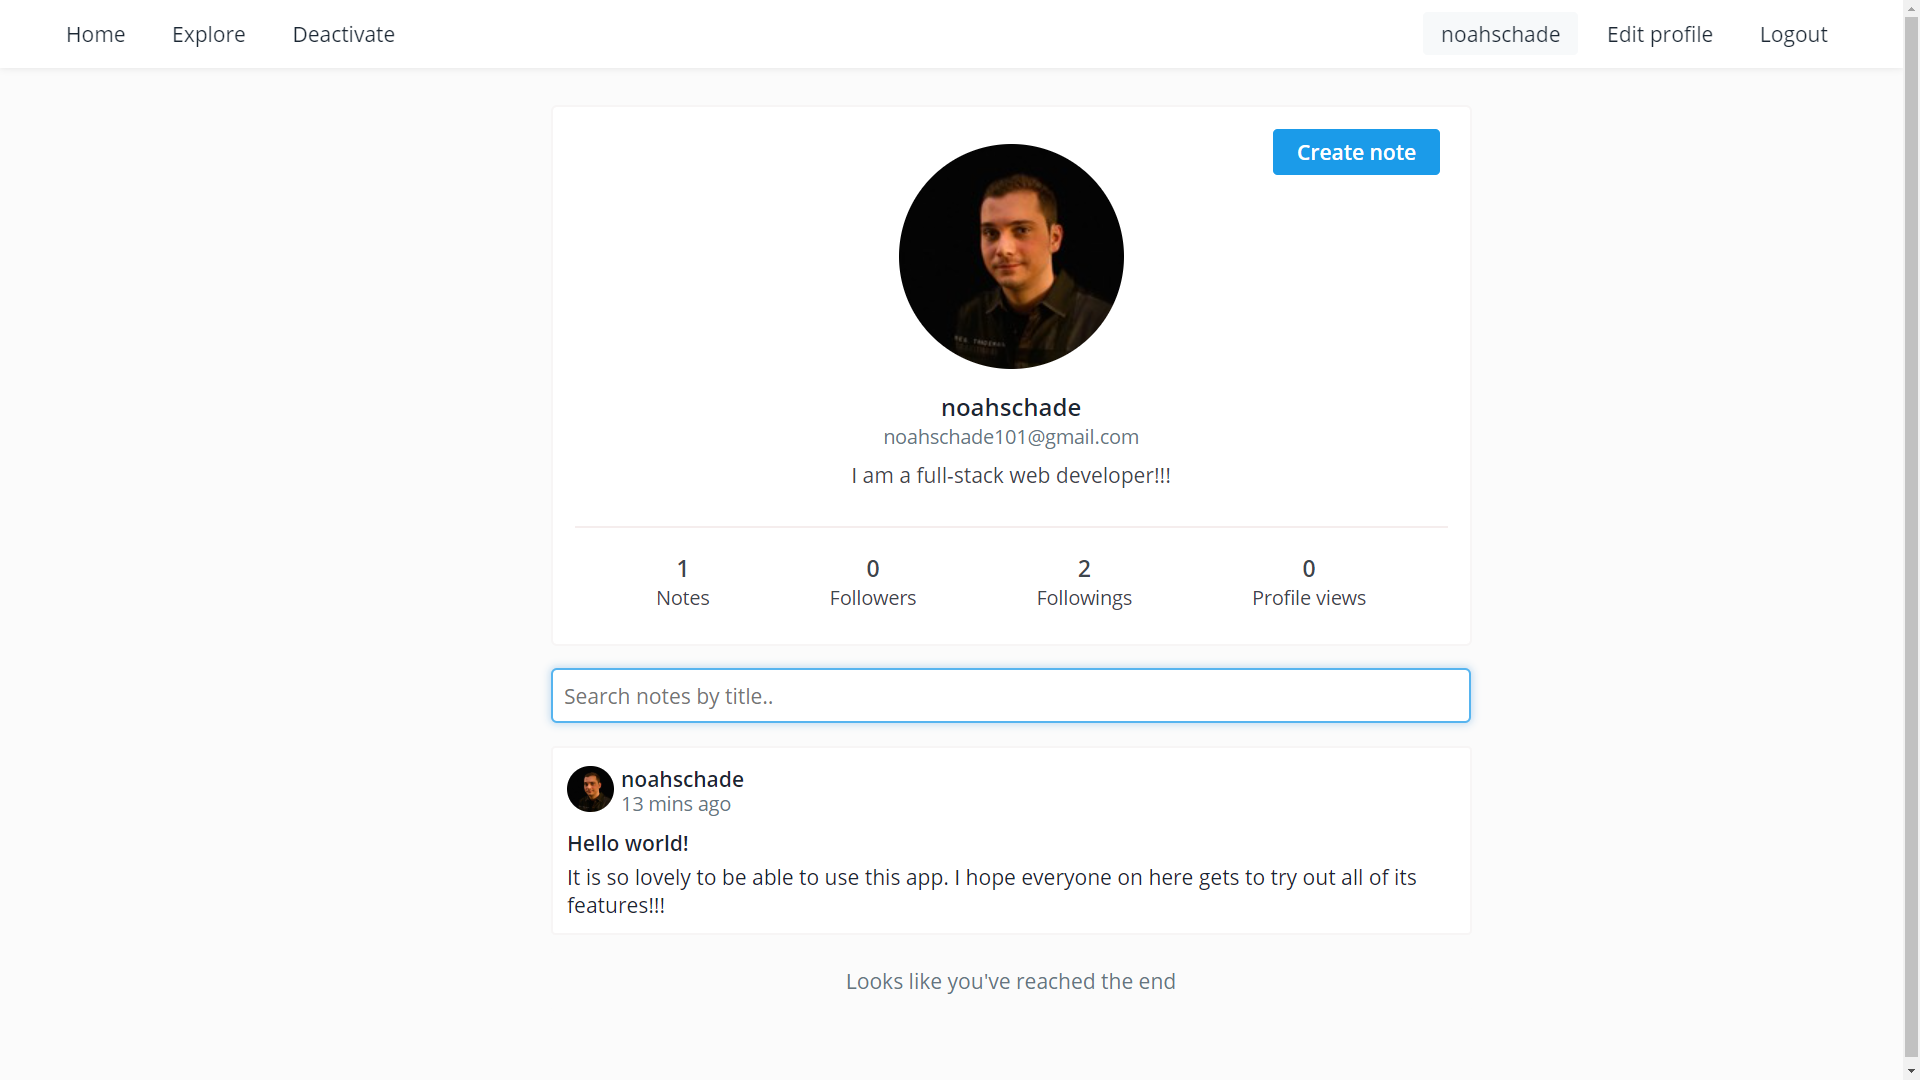 Home Explore Deactivate noahschade Edit profile Logout
Create note
noahschade
noahschade101@gmail.com
I am a full-stack web developer!!!
1 0 2 0
Notes Followers Followings Profile views
Search notes by title..
noahschade
13 mins ago
Hello world!
It is so lovely to be able to use this app. I hope everyone on here gets to try out all of its
features!!!
Looks like you've reached the end